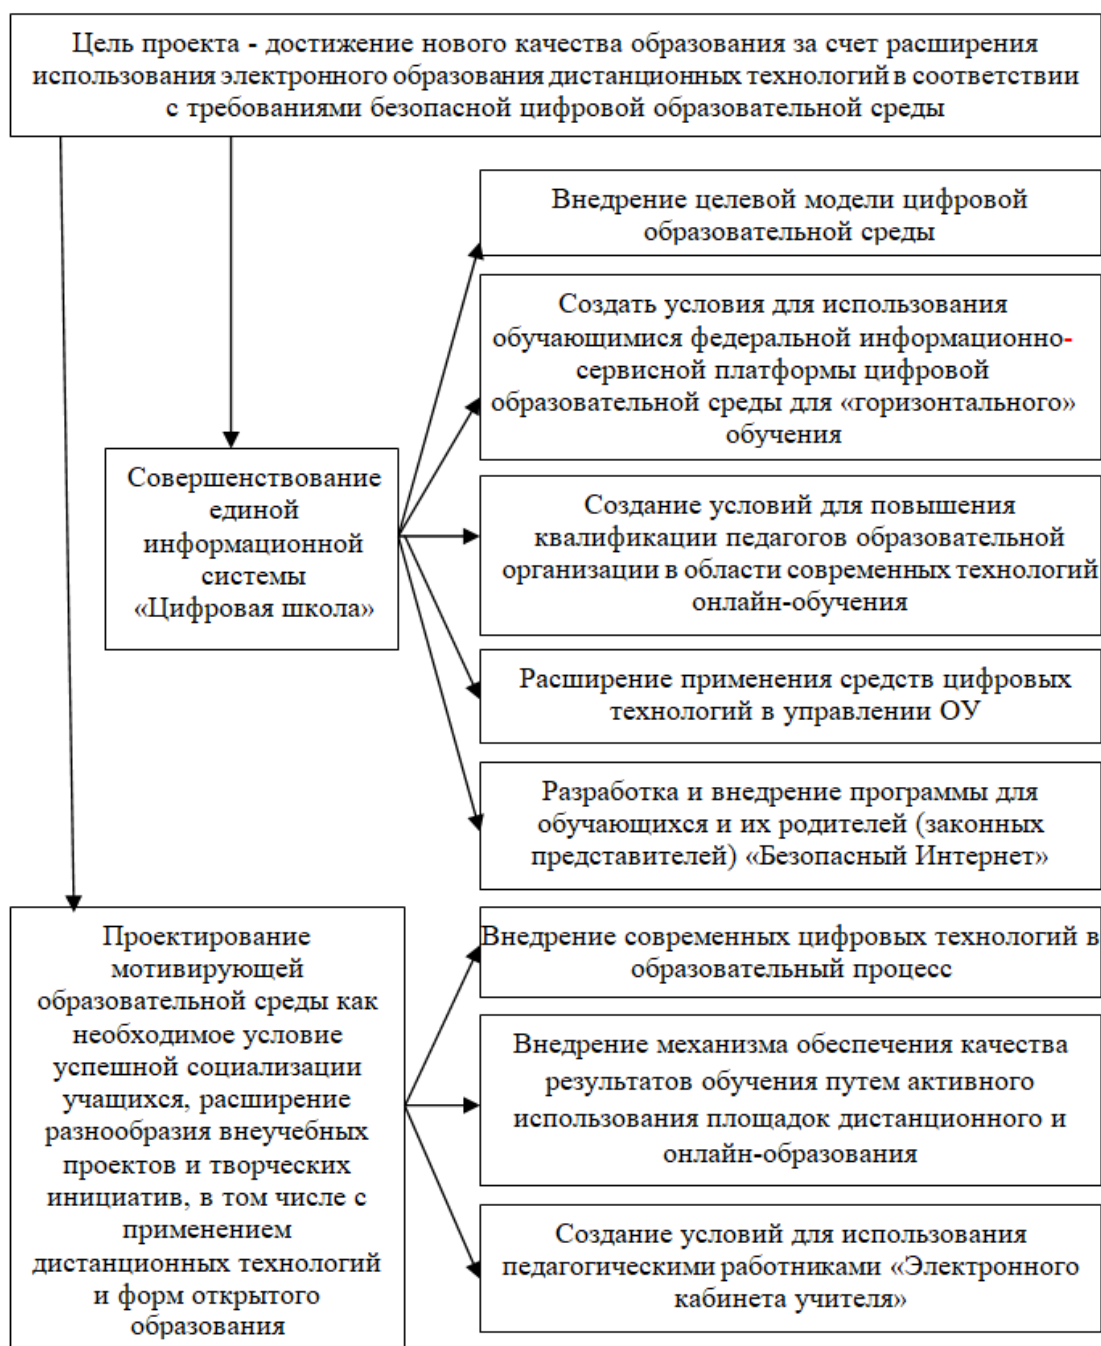 Цель проекта - достижение нового качества образования за счет расширения
использования электронного образования дистанционных технологий в соответствии
с требованиями безопасной цифровой образовательной среды
Внедрение целевой модели цифровой
образовательной среды
Создать условия для использования
обучающимися федеральной информационно-
сервисной платформы цифровой
образовательной среды для «горизонтального»
обучения
Совершенствование
единой
информационной
системы
«Цифровая школа»
Создание условий для повышения
квалификации педагогов образовательной
организации в области современных технологий
онлайн-обучения
Расширение применения средств цифровых
технологий в управлении ОУ
Разработка и внедрение программы для
обучающихся и их родителей (законных
представителей) «Безопасный Интернет»
Проектирование
мотивирующей
образовательной среды как
необходимое условие
успешной социализации
учащихся, расширение
разнообразия внеучебных
проектов и творческих
инициатив, в том числе с
применением
дистанционных технологий
и форм открытого
образования
Внедрение современных цифровых технологий в
образовательный процесс
Внедрение механизма обеспечения качества
результатов обучения путем активного
использования площадок дистанционного и
онлайн-образования
Создание условий для использования
педагогическими работниками «Электронного
кабинета учителя»